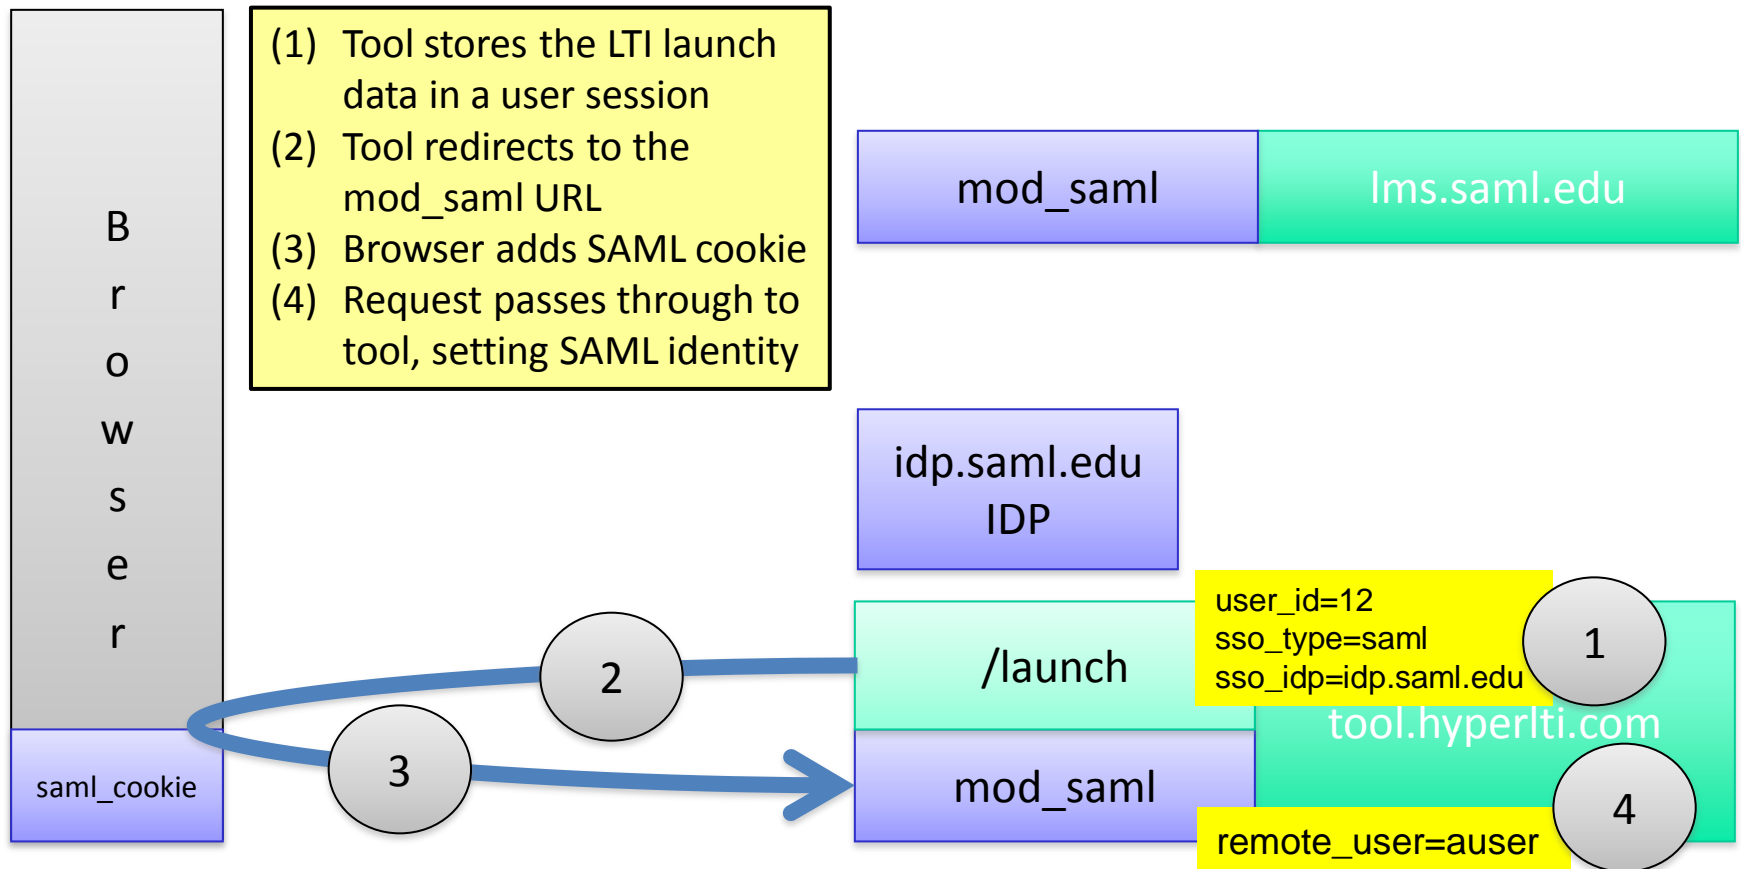 B
r
o
w
s
e
r
saml_cookie
(1) Tool stores the LTI launch
data in a user session
(2) Tool redirects to the
mod_saml URL
(3) Browser adds SAML cookie
(4) Request passes through to
tool, setting SAML identity
mod_saml
lms.saml.edu
idp.saml.edu
IDP
/launch
user_id=12
sso_type=saml
sso_idp=idp.saml.edu
1
2
tool.hyperlti.com
3
mod_saml
4
remote_user=auser